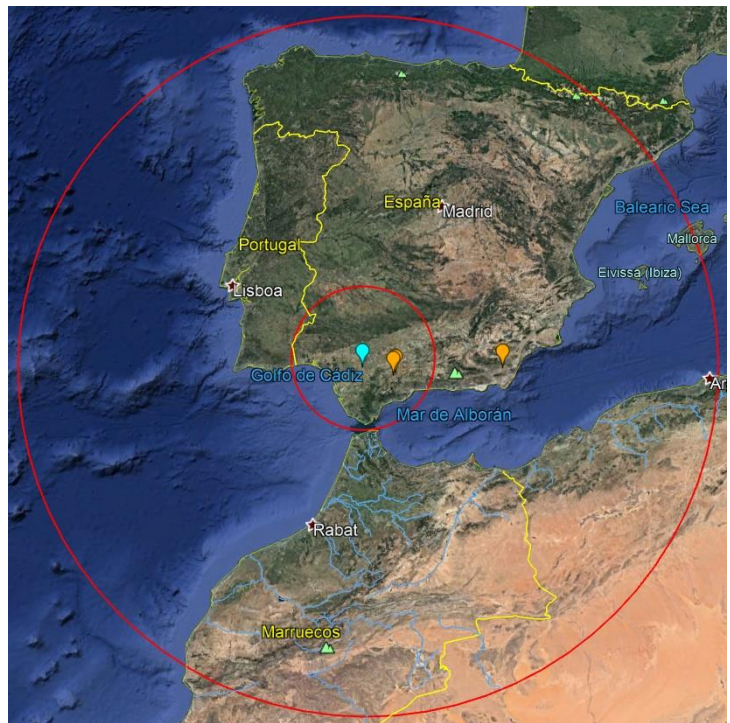 España
Madrid
Balearic Sea
Mallorca
Portugal
Eivissa (Ibiza)
Lisboa
Golfo de Cádiz
Ar
Mar de Alborán
Rabat
Marruecos